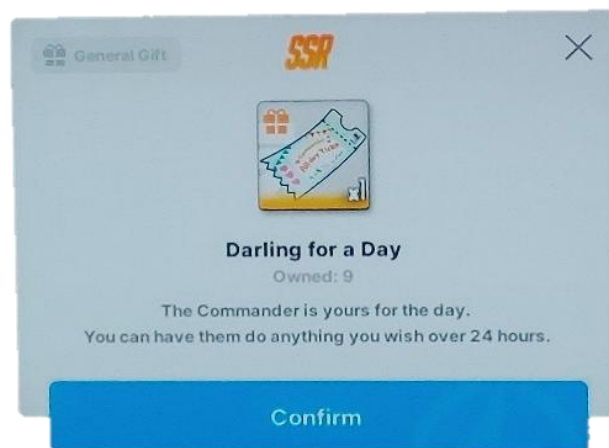 General Gift
SSR
x1
Darling for a Day
Owned: 9
The Commander is yours for the day.
You can have them do anything you wish over 24 hours.
Confirm